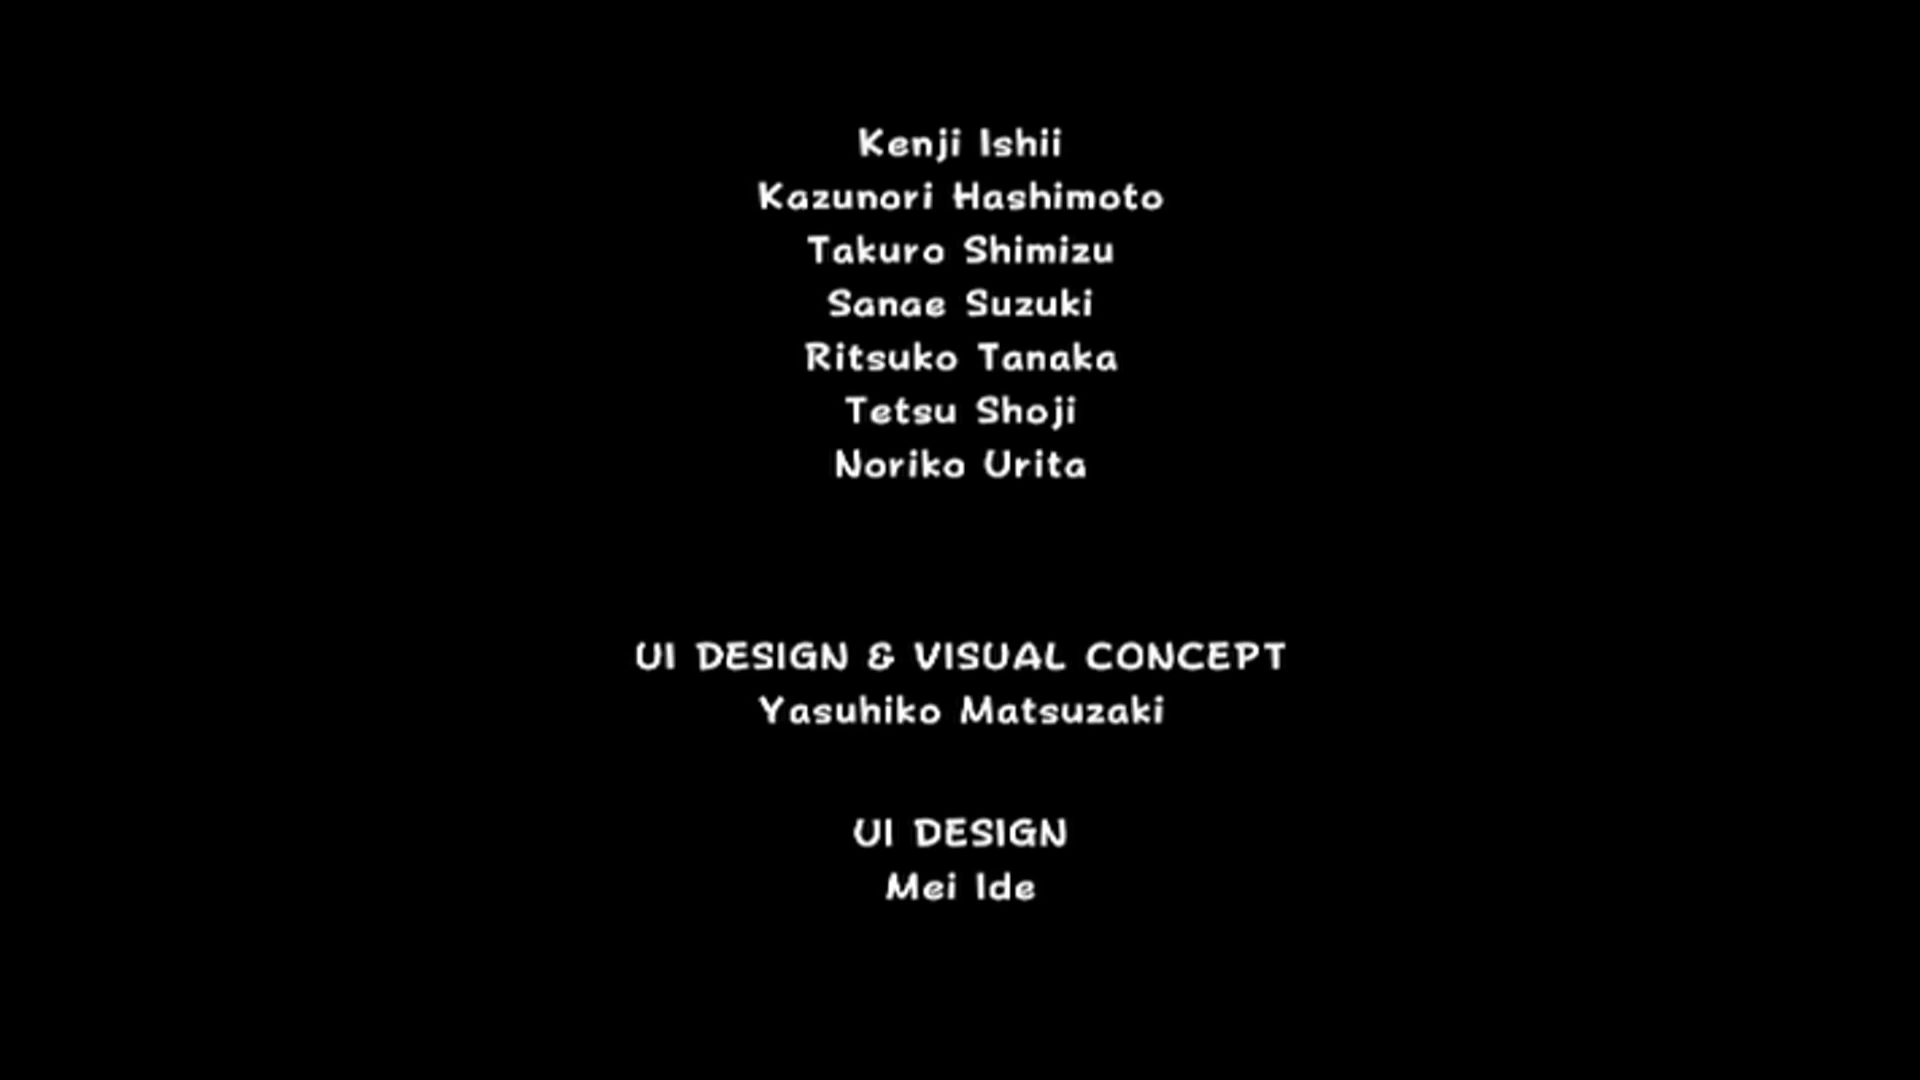 Kenji Ishii
Kazunori Hashimoto
Takuro Shimizu
Sanae Suzuki
Ritsuko Tanaka
Tetsu Shoji
Noriko Urita
UI DESIGN & VISUAL CONCEPT
Yasuhiko Matsuzaki
UI DESIGN
Mei Ide